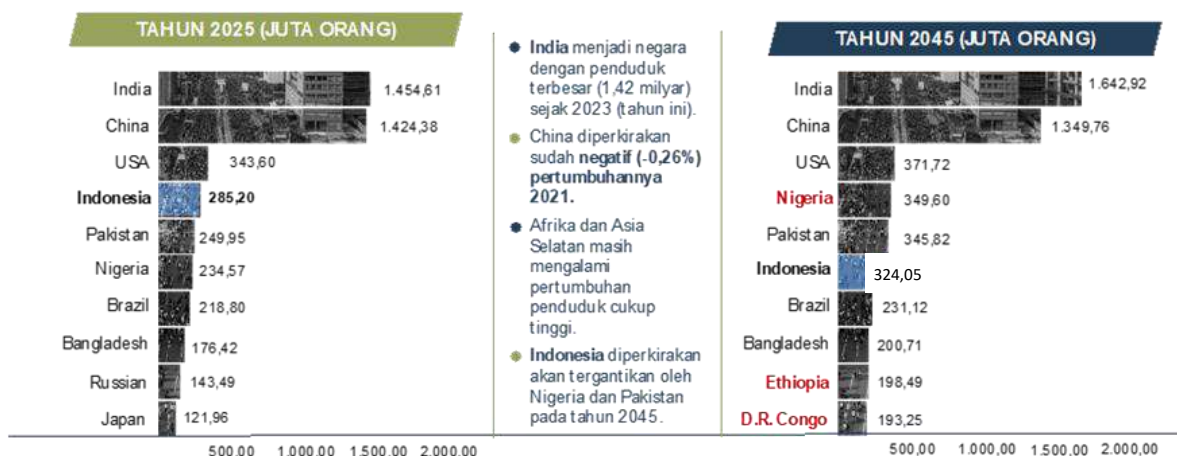 TAHUN 2025 (JUTA ORANG)
India 1.454,61
China 1.424,38
USA 343,60
Indonesia 285,20
Pakistan 249,95
Nigeria 234,57
Brazil 218,80
Bangladesh 176,42
Russian 143,49
Japan 121,96
500,00 1.000,00 1.500,00 2.000,00
India menjadi negara
dengan penduduk
terbesar (1,42 milyar)
sejak 2023 (tahun ini).
China diperkirakan
sudah negatif (-0,26%)
pertumbuhannya
2021.
Afrika dan Asia
Selatan masih
mengalami
pertumbuhan
penduduk cukup
tinggi.
Indonesia diperkirakan
akan tergantikan oleh
Nigeria dan Pakistan
pada tahun 2045.
TAHUN 2045 (JUTA ORANG)
India 1.642,92
China 1.349,76
USA 371,72
Nigeria 349,60
Pakistan 345,82
Indonesia 324,05
Brazil 231,12
Bangladesh 200,71
Ethiopia 198,49
D.R. Congo 193,25
500,00 1.000,00 1.500,00 2.000,00